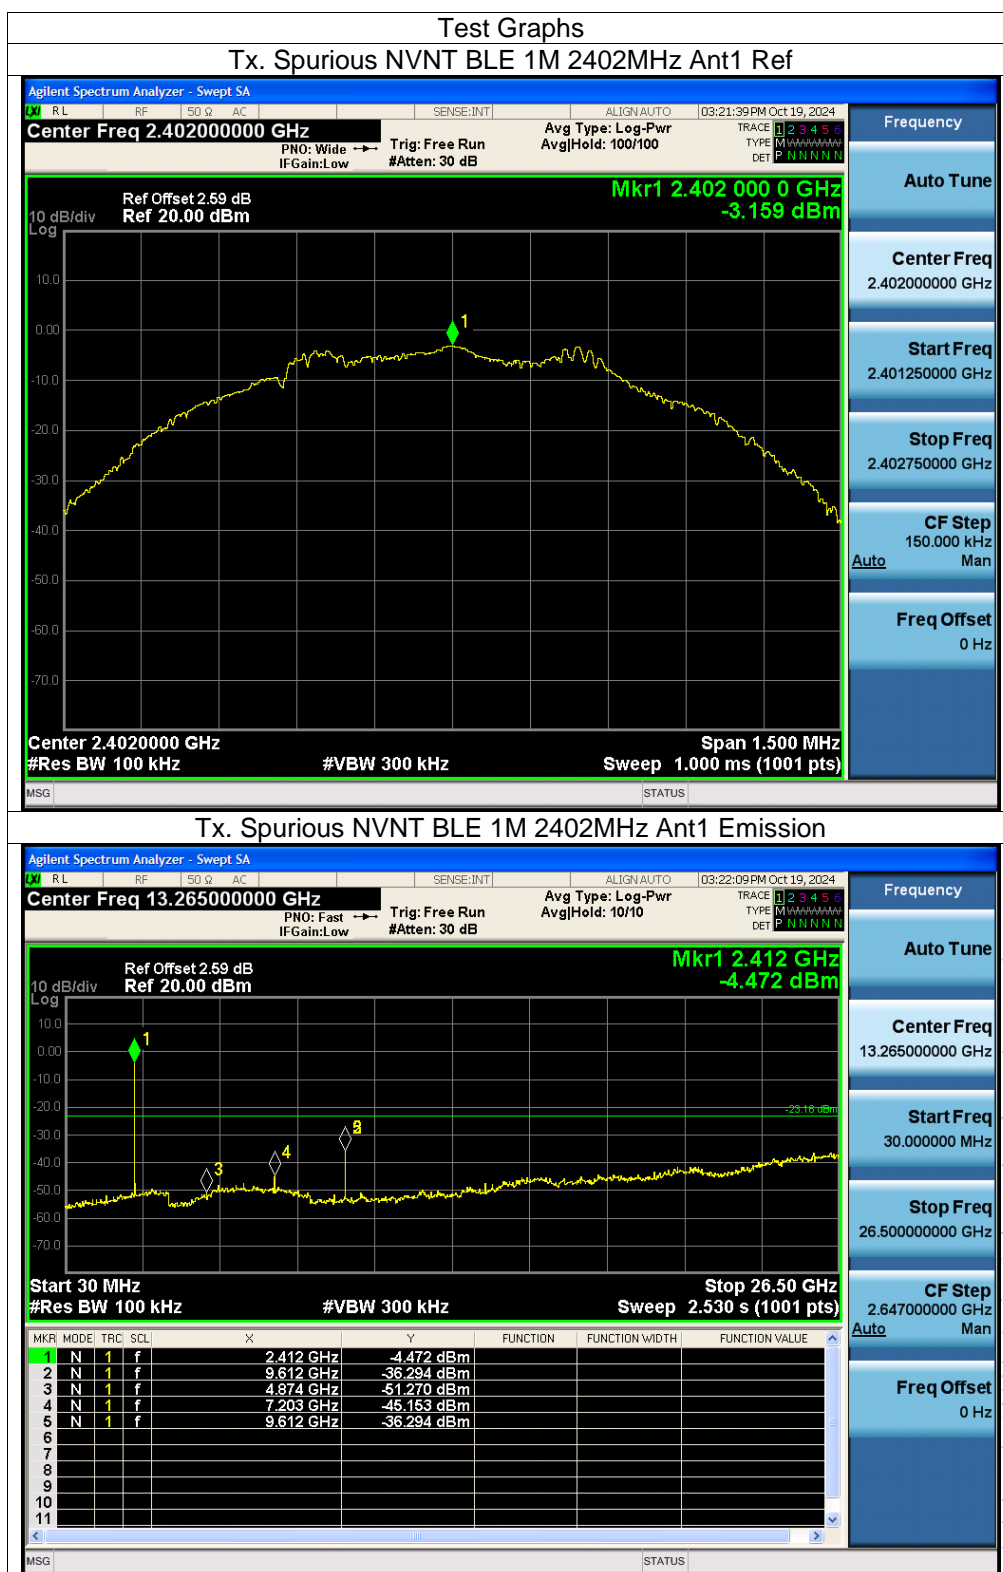 Test Graphs
Tx. Spurious NVNT BLE 1M 2402MHz Ant1 Ref
Agilent Spectrum Analyzer - Swept SA
LXI RL RF 50 Ω AC SENSE:INT ALIGN AUTO 03:21:39 PM Oct 19, 2024
Center Freq 2.402000000 GHz
PNO: Wide
IFGain:Low
Trig: Free Run
#Atten: 30 dB
Avg Type: Log-Pwr
Avg|Hold: 100/100
TRACE 1 2 3 4 5 6
TYPE M
DET P N N N N N
Frequency
Mkr1 2.402 000 0 GHz
-3.159 dBm
Ref Offset 2.59 dB
10 dB/div Ref 20.00 dBm
Log
10.0
0.00
-10.0
-20.0
-30.0
-40.0
-50.0
-60.0
-70.0
1
Center 2.4020000 GHz Span 1.500 MHz
#Res BW 100 kHz #VBW 300 kHz Sweep 1.000 ms (1001 pts)
MSG STATUS
Auto Tune
Center Freq
2.402000000 GHz
Start Freq
2.401250000 GHz
Stop Freq
2.402750000 GHz
CF Step
150.000 kHz
Auto Man
Freq Offset
0 Hz
Tx. Spurious NVNT BLE 1M 2402MHz Ant1 Emission
Agilent Spectrum Analyzer - Swept SA
LXI RL RF 50 Ω AC SENSE:INT ALIGN AUTO 03:22:09 PM Oct 19, 2024
Center Freq 13.265000000 GHz
PNO: Fast
IFGain:Low
Trig: Free Run
#Atten: 30 dB
Avg Type: Log-Pwr
Avg|Hold: 10/10
TRACE 1 2 3 4 5 6
TYPE M
DET P N N N N N
Frequency
Mkr1 2.412 GHz
-4.472 dBm
Ref Offset 2.59 dB
10 dB/div Ref 20.00 dBm
Log
10.0
0.00
-10.0
-20.0
-30.0
-40.0
-50.0
-60.0
-70.0
1
3
4
-23.16 dBm
Start 30 MHz Stop 26.50 GHz
#Res BW 100 kHz #VBW 300 kHz Sweep 2.530 s (1001 pts)
MKR MODE TRC SCL X Y FUNCTION FUNCTION WIDTH FUNCTION VALUE
1 N 1 f 2.412 GHz -4.472 dBm
2 N 1 f 9.612 GHz -36.294 dBm
3 N 1 f 4.874 GHz -51.270 dBm
4 N 1 f 7.203 GHz -45.153 dBm
5 N 1 f 9.612 GHz -36.294 dBm
6
7
8
9
10
11
MSG STATUS
Auto Tune
Center Freq
13.265000000 GHz
Start Freq
30.000000 MHz
Stop Freq
26.500000000 GHz
CF Step
2.647000000 GHz
Auto Man
Freq Offset
0 Hz